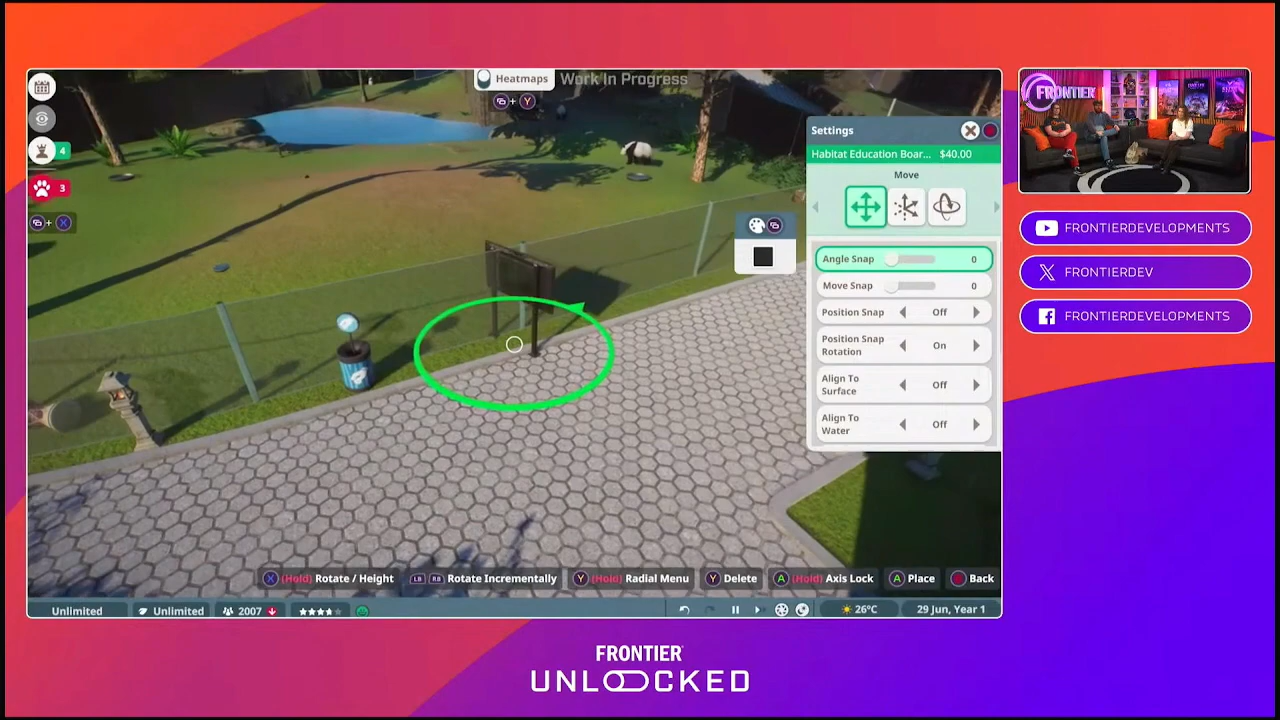 Heatmaps
Work In Progress
+ Y
4
3
+ X
Settings
Habitat Education Boar... $40.00
Move
Angle Snap 0
Move Snap 0
Position Snap Off
Position Snap Rotation On
Align To Surface Off
Align To Water Off
X (Hold) Rotate / Height
LB RB Rotate Incrementally
Y (Hold) Radial Menu
Y Delete
A (Hold) Axis Lock
A Place
Back
Unlimited
Unlimited
2007
26°C
29 Jun, Year 1
FRONTIER
FRONTIERDEVELOPMENTS
FRONTIERDEV
FRONTIERDEVELOPMENTS
FRONTIER
UNLOCKED